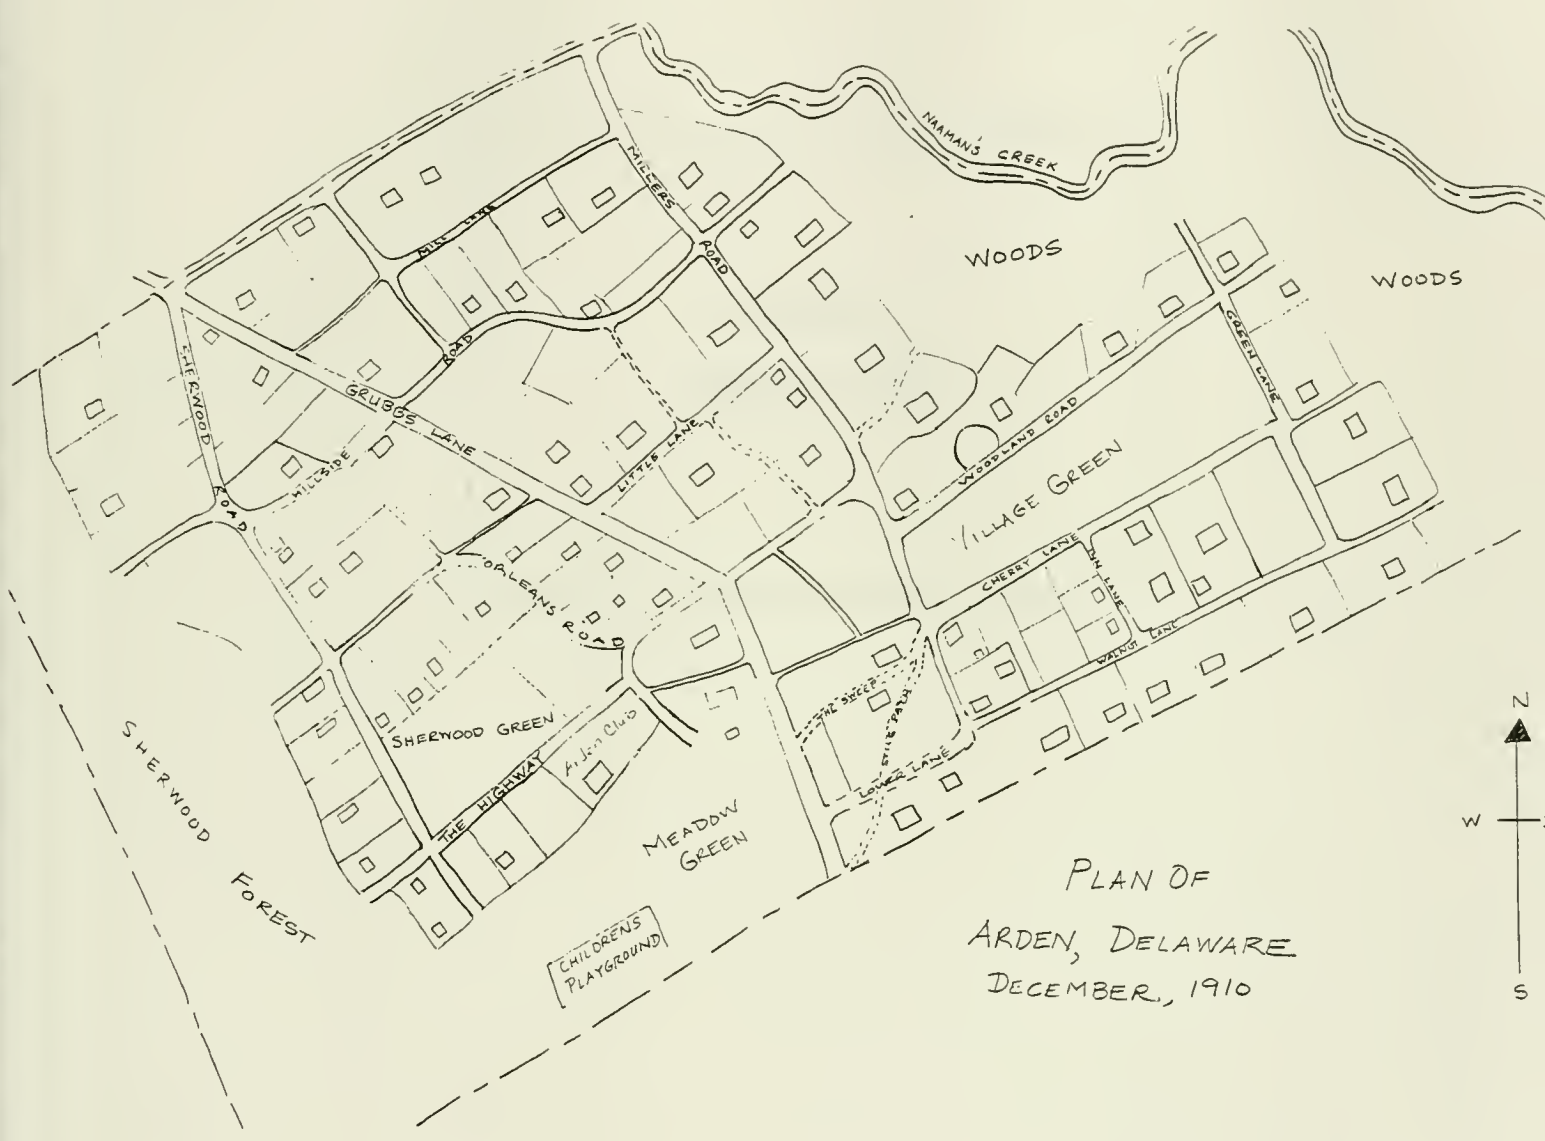 NAAMAN'S CREEK
MILLERS
ROAD
MILL LANE
WOODS
WOODS
SHERWOOD
ROAD
ROAD
GRUBBS LANE
HILLSIDE
LITTLE LANE
GREEN LANE
WOODLAND ROAD
VILLAGE GREEN
ORLEANS
ROAD
CHERRY LANE
LANE
WALNUT LANE
THE SWEEP
STILE PATH
LOWER LANE
SHERWOOD GREEN
THE HIGHWAY
Arden Club
MEADOW
GREEN
SHERWOOD
FOREST
CHILDRENS
PLAYGROUND
PLAN OF
ARDEN, DELAWARE
DECEMBER, 1910
N
W
S